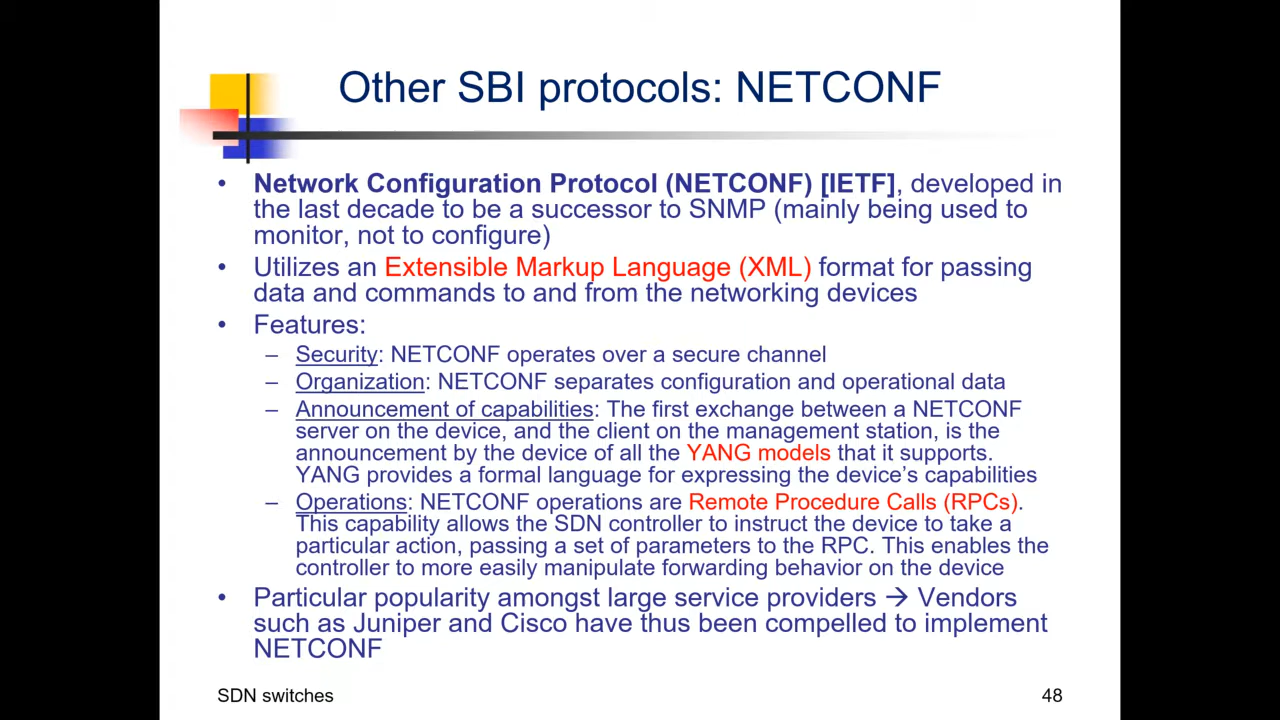 Other SBI protocols: NETCONF
• Network Configuration Protocol (NETCONF) [IETF], developed in
the last decade to be a successor to SNMP (mainly being used to
monitor, not to configure)
• Utilizes an Extensible Markup Language (XML) format for passing
data and commands to and from the networking devices
• Features:
– Security: NETCONF operates over a secure channel
– Organization: NETCONF separates configuration and operational data
– Announcement of capabilities: The first exchange between a NETCONF
server on the device, and the client on the management station, is the
announcement by the device of all the YANG models that it supports.
YANG provides a formal language for expressing the device's capabilities
– Operations: NETCONF operations are Remote Procedure Calls (RPCs).
This capability allows the SDN controller to instruct the device to take a
particular action, passing a set of parameters to the RPC. This enables the
controller to more easily manipulate forwarding behavior on the device
• Particular popularity amongst large service providers → Vendors
such as Juniper and Cisco have thus been compelled to implement
NETCONF
SDN switches
48